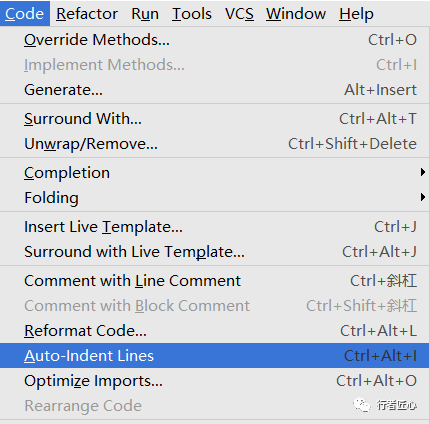 Code Refactor Run Tools VCS Window Help
Override Methods... Ctrl+O
Implement Methods... Ctrl+I
Generate... Alt+Insert
Surround With... Ctrl+Alt+T
Unwrap/Remove... Ctrl+Shift+Delete
Completion
Folding
Insert Live Template... Ctrl+J
Surround with Live Template... Ctrl+Alt+J
Comment with Line Comment Ctrl+斜杠
Comment with Block Comment Ctrl+Shift+斜杠
Reformat Code... Ctrl+Alt+L
Auto-Indent Lines Ctrl+Alt+I
Optimize Imports... Ctrl+Alt+O
Rearrange Code
行者匠心